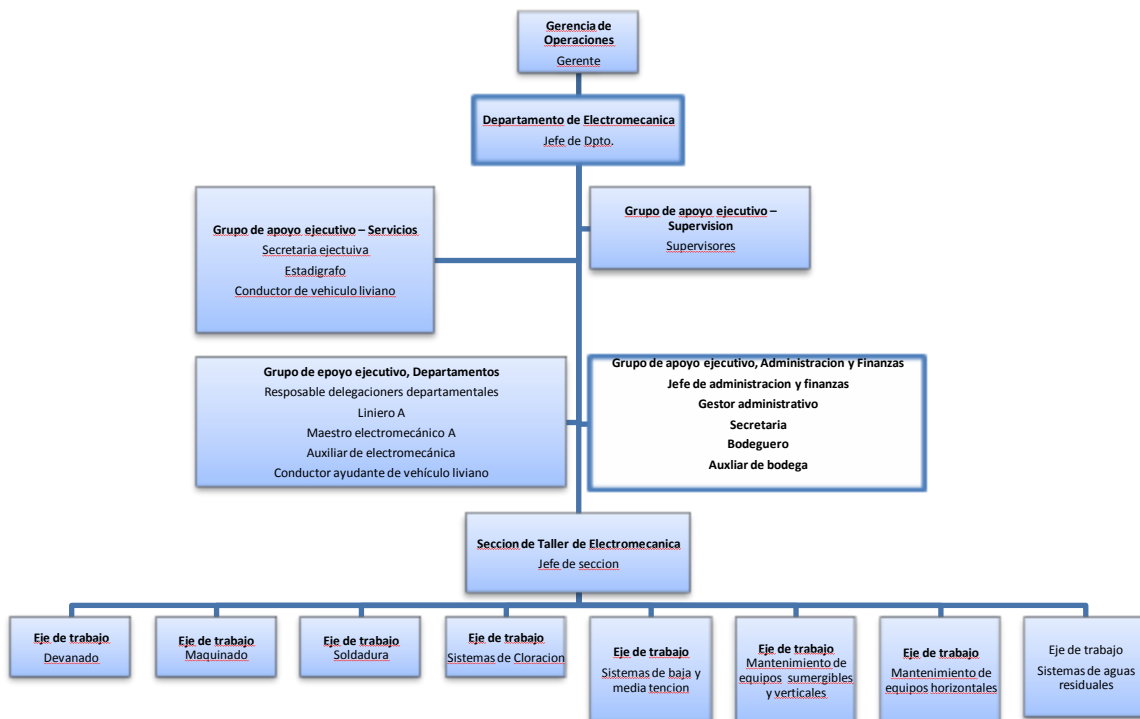 Gerencia de
Operaciones
Gerente
Departamento de Electromecanica
Jefe de Dpto.
Grupo de apoyo ejecutivo – Servicios
Secretaria ejectuiva
Estadigrafo
Conductor de vehiculo liviano
Grupo de apoyo ejecutivo –
Supervision
Supervisores
Grupo de epoyo ejecutivo, Departamentos
Resposable delegacioners departamentales
Liniero A
Maestro electromecánico A
Auxiliar de electromecánica
Conductor ayudante de vehículo liviano
Grupo de apoyo ejecutivo, Administracion y Finanzas
Jefe de administracion y finanzas
Gestor administrativo
Secretaria
Bodeguero
Auxliar de bodega
Seccion de Taller de Electromecanica
Jefe de seccion
Eje de trabajo
Devanado
Eje de trabajo
Maquinado
Eje de trabajo
Soldadura
Eje de trabajo
Sistemas de Cloracion
Eje de trabajo
Sistemas de baja y
media tencion
Eje de trabajo
Mantenimiento de
equipos sumergibles
y verticales
Eje de trabajo
Mantenimiento de
equipos horizontales
Eje de trabajo
Sistemas de aguas
residuales